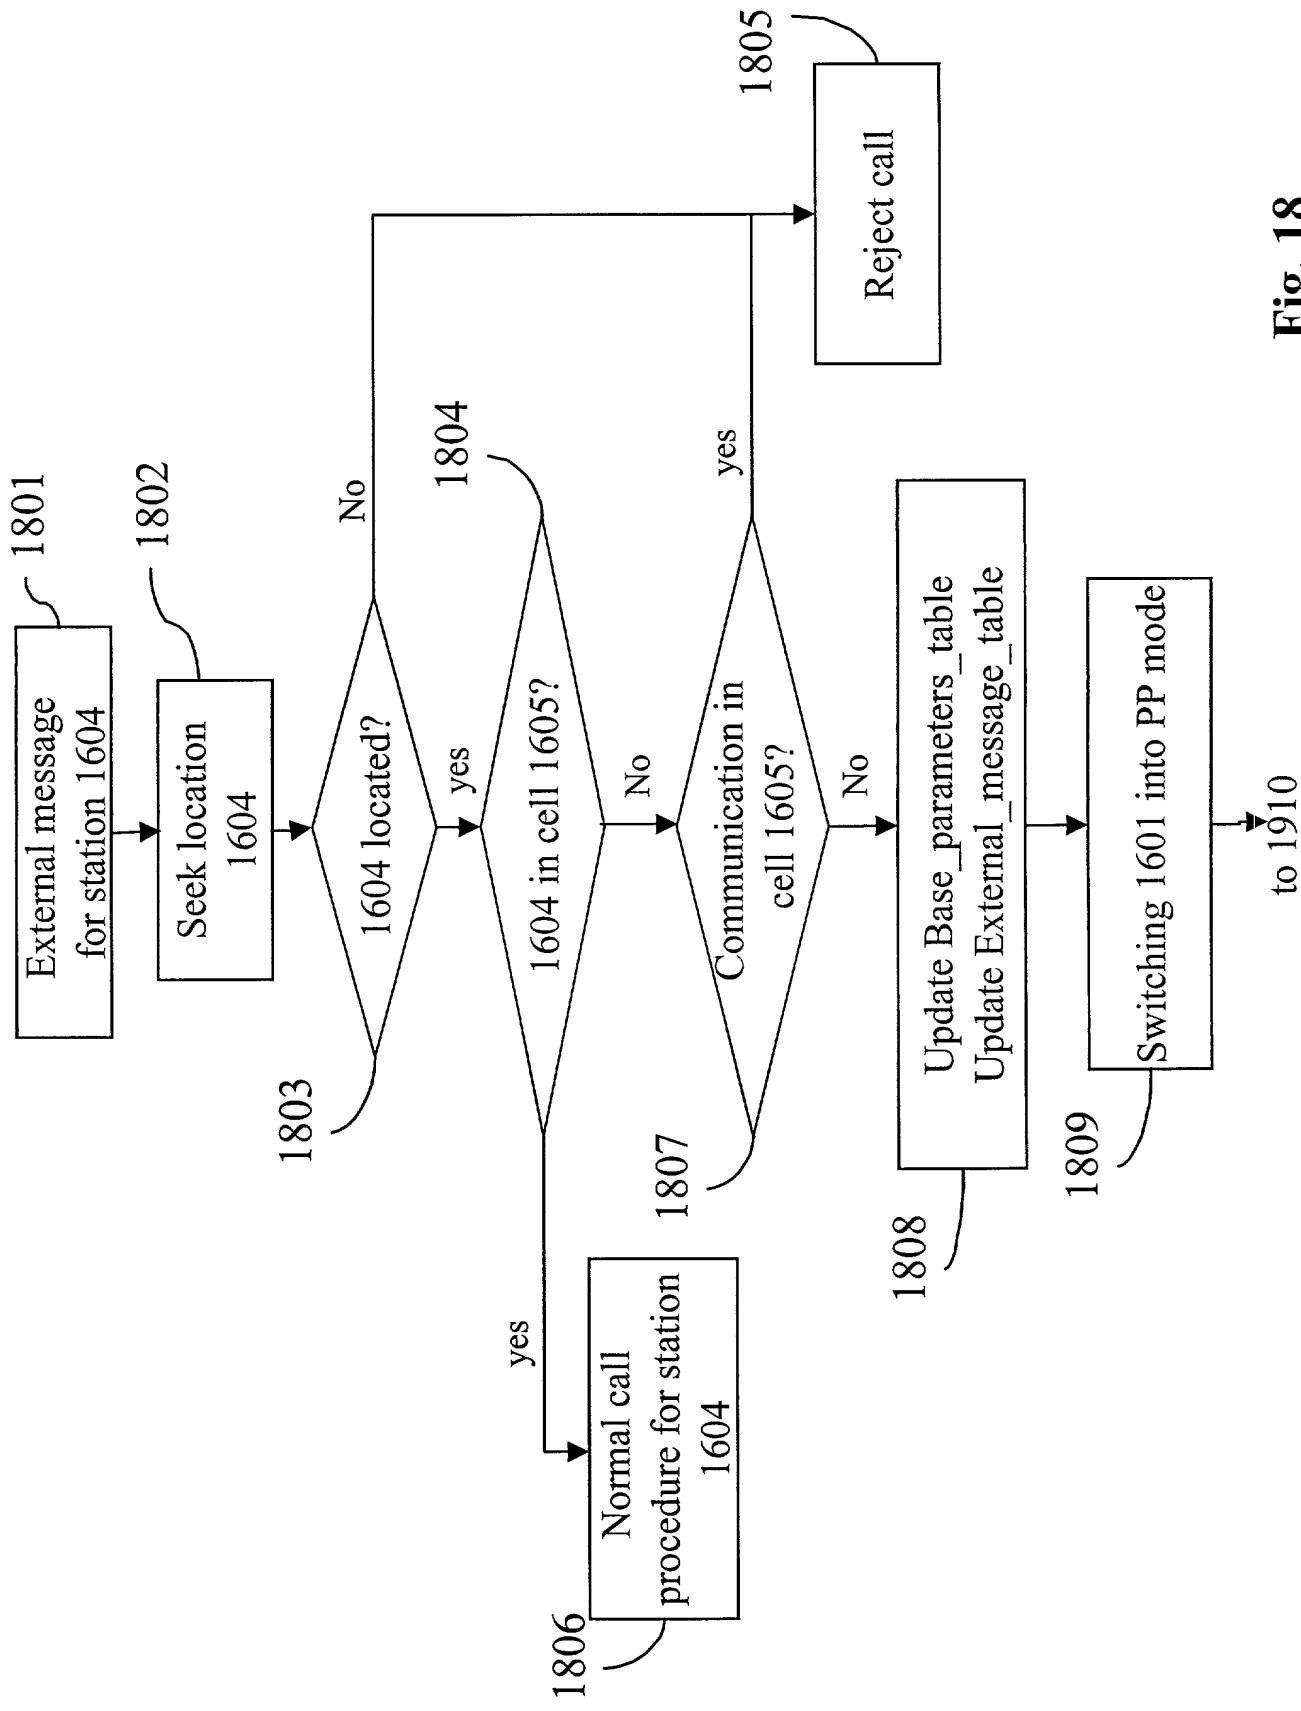 External message
for station 1604
1801
Seek location
1604
1802
1604 located?
1803
No
yes
1604 in cell 1605?
1804
yes
No
Normal call
procedure for station
1604
1806
Communication in
cell 1605?
1807
yes
No
Reject call
1805
Update Base_parameters_table
Update External_message_table
1808
Switching 1601 into PP mode
1809
to 1910
Fig. 18